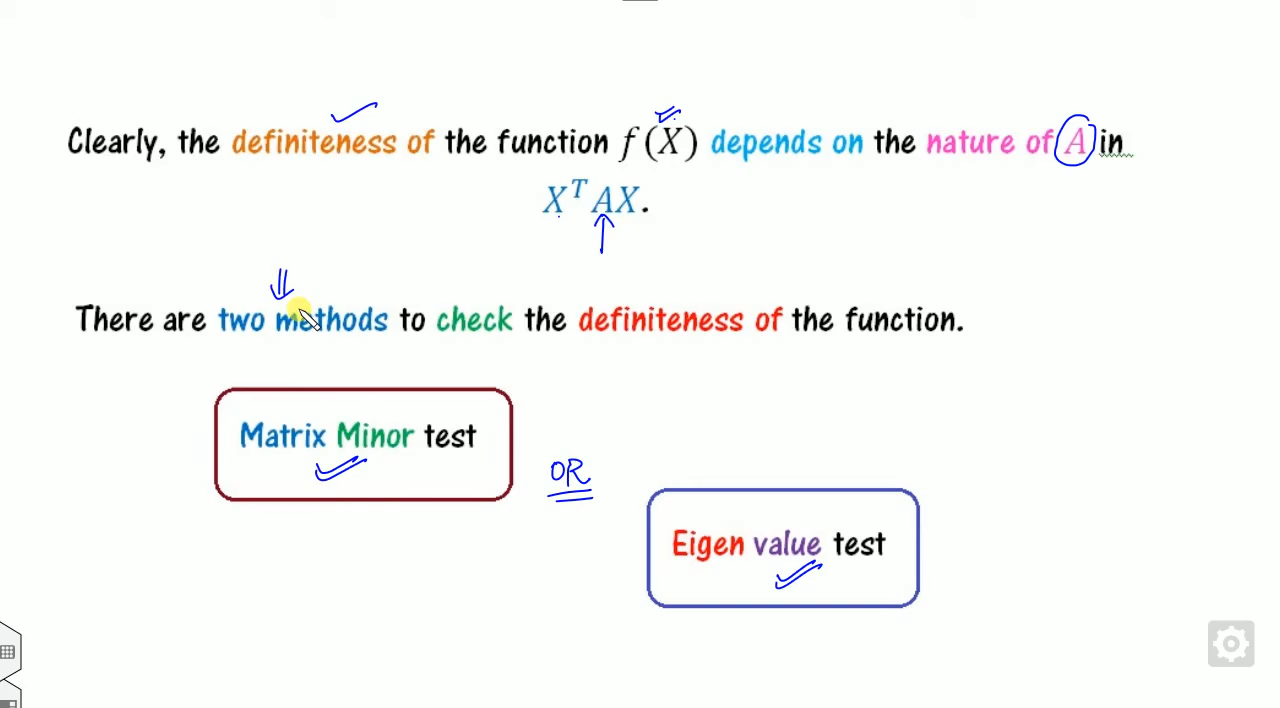 Clearly, the definiteness of the function f(X) depends on the nature of A in
XᵀAX.
There are two methods to check the definiteness of the function.
Matrix Minor test
OR
Eigen value test